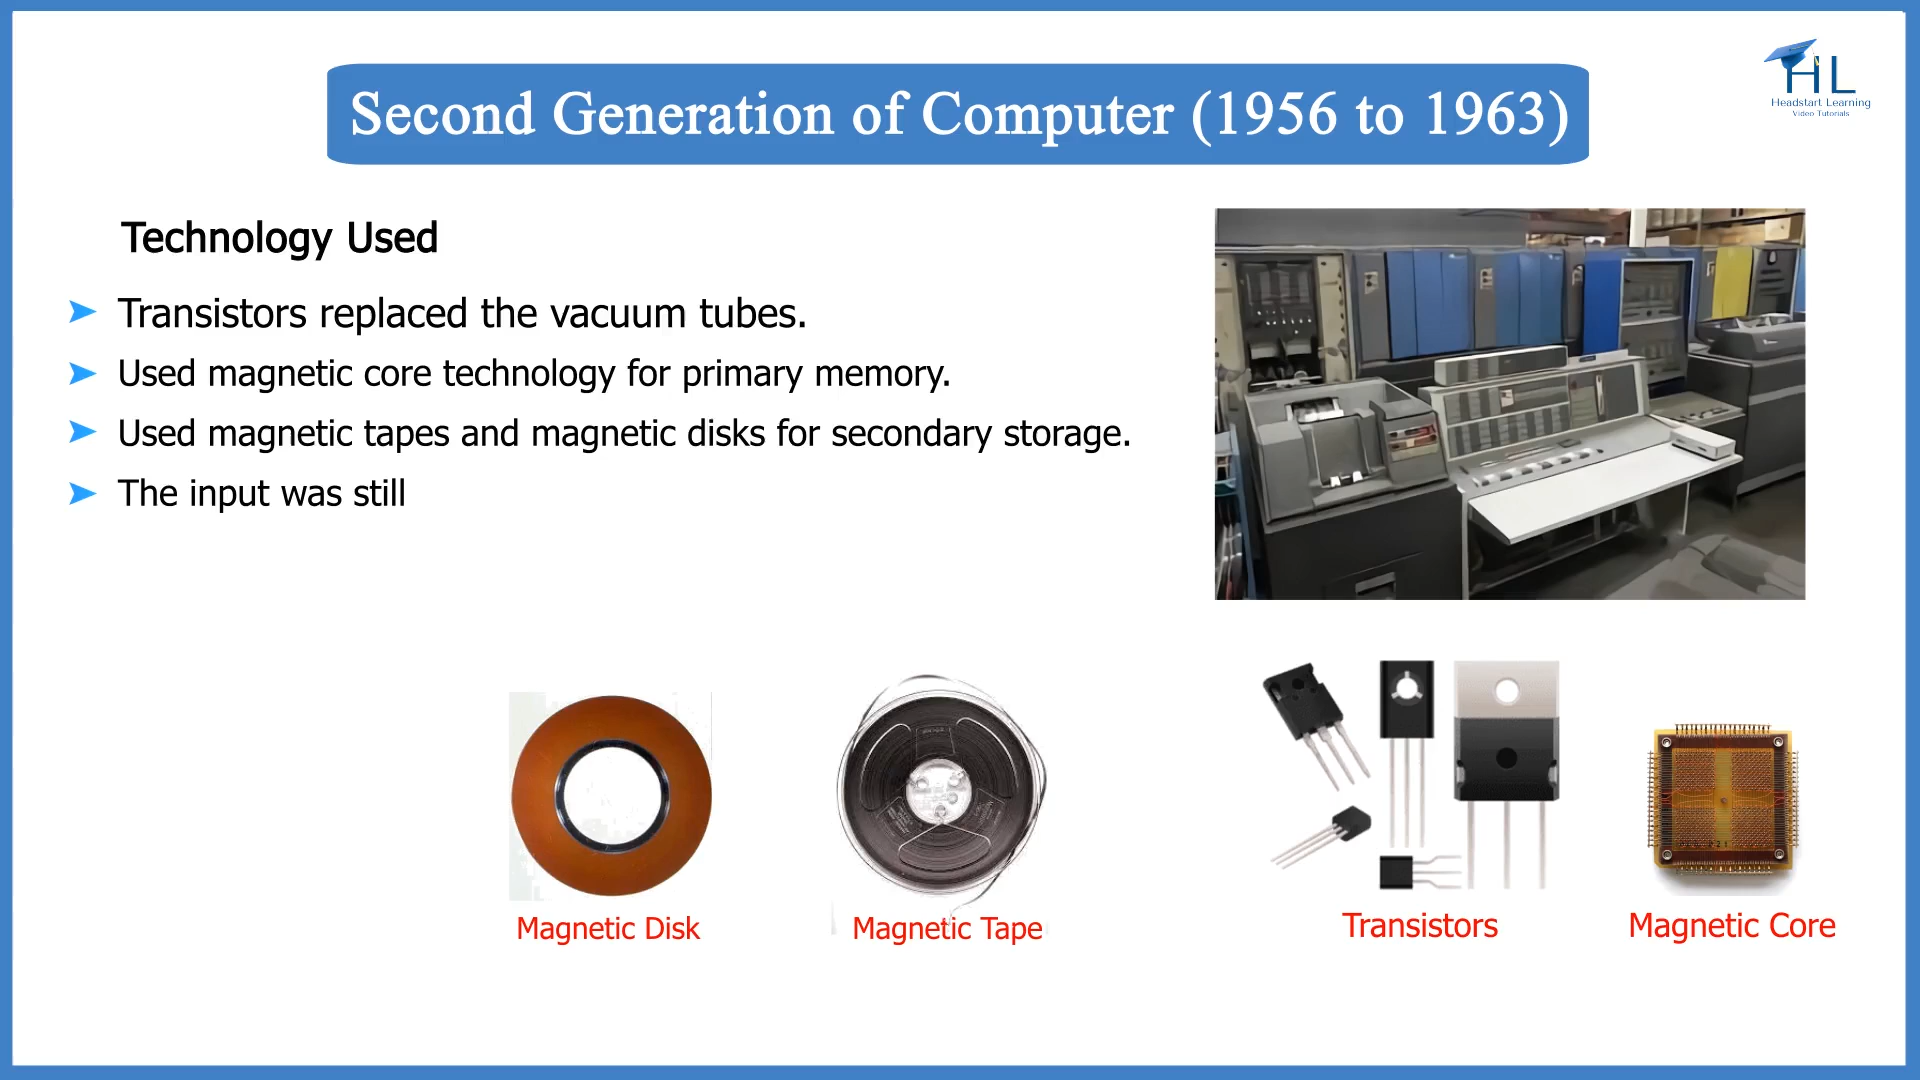 Second Generation of Computer (1956 to 1963)
HL
Headstart Learning
Video Tutorials
Technology Used
Transistors replaced the vacuum tubes.
Used magnetic core technology for primary memory.
Used magnetic tapes and magnetic disks for secondary storage.
The input was still
Magnetic Disk
Magnetic Tape
Transistors
Magnetic Core